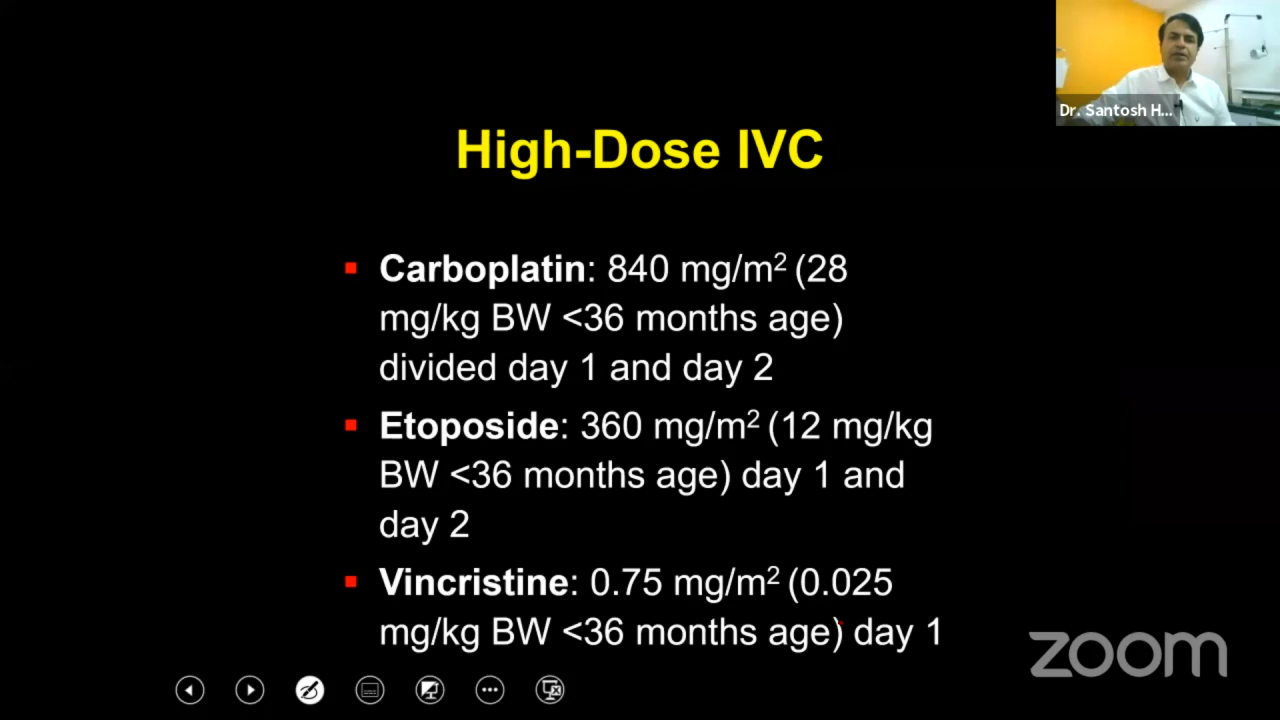 Dr. Santosh H...
High-Dose IVC
Carboplatin: 840 mg/m² (28
mg/kg BW <36 months age)
divided day 1 and day 2
Etoposide: 360 mg/m² (12 mg/kg
BW <36 months age) day 1 and
day 2
Vincristine: 0.75 mg/m² (0.025
mg/kg BW <36 months age) day 1
zoom